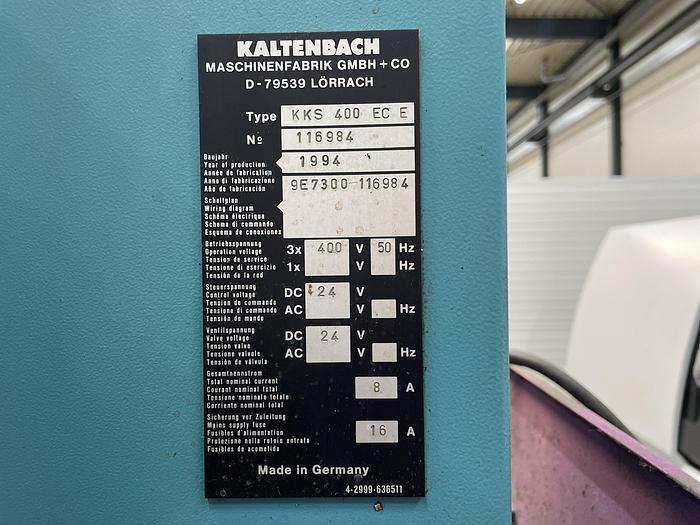 KALTENBACH
MASCHINENFABRIK GMBH + CO
D-79539 LÖRRACH
Type KKS 400 EC E
No 116984
Baujahr
Year of production 1994
Année de fabrication
Anno di fabbricazione
Año de fabricación
9E7300 116984
Schaltplan
Wiring diagram
Schéma électrique
Schema di comando
Esquema de conexiones
Betriebsspannung
Operation voltage 3x 400 V 50 Hz
Tension de service
Tensione di esercizio 1x V Hz
Tensión de la red
Steuerspannung
Control voltage DC 24 V
Tension de commande
Tensione di comando AC V Hz
Tensión de mando
Ventilspannung
Valve voltage DC 24 V
Tension valve
Tensione valvole AC V Hz
Tensión de válvula
Gesamtnennstrom
Total nominal current
Courant nominal total 8 A
Tensione nominale totale
Corriente nominal total
Sicherung vor Zuleitung
Mains supply fuse
Fusibles d'alimentation 16 A
Protezione nella rotein entrata
Fusibles de acometida
Made in Germany
4-2999-636511